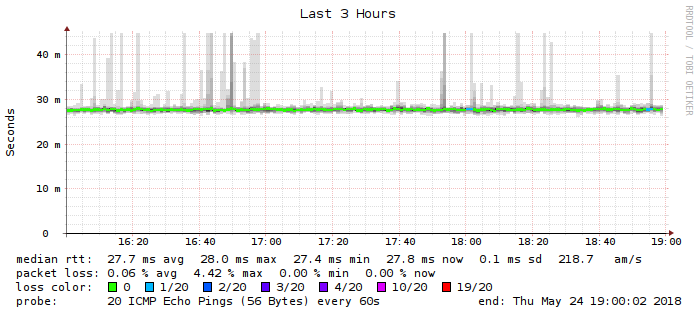 Last 3 Hours
RRDTOOL / TOBI OETIKER
Seconds
40 m
30 m
20 m
10 m
0
16:20 16:40 17:00 17:20 17:40 18:00 18:20 18:40 19:00
median rtt: 27.7 ms avg 28.0 ms max 27.4 ms min 27.8 ms now 0.1 ms sd 218.7 am/s
packet loss: 0.06 % avg 4.42 % max 0.00 % min 0.00 % now
loss color: 0 1/20 2/20 3/20 4/20 10/20 19/20
probe: 20 ICMP Echo Pings (56 Bytes) every 60s end: Thu May 24 19:00:02 2018